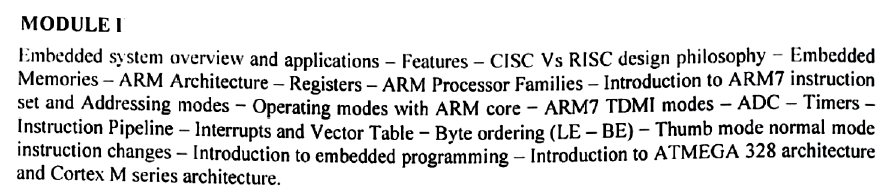 MODULE I
Embedded system overview and applications – Features – CISC Vs RISC design philosophy – Embedded
Memories – ARM Architecture – Registers – ARM Processor Families – Introduction to ARM7 instruction
set and Addressing modes – Operating modes with ARM core – ARM7 TDMI modes – ADC – Timers –
Instruction Pipeline – Interrupts and Vector Table – Byte ordering (LE – BE) – Thumb mode normal mode
instruction changes – Introduction to embedded programming – Introduction to ATMEGA 328 architecture
and Cortex M series architecture.